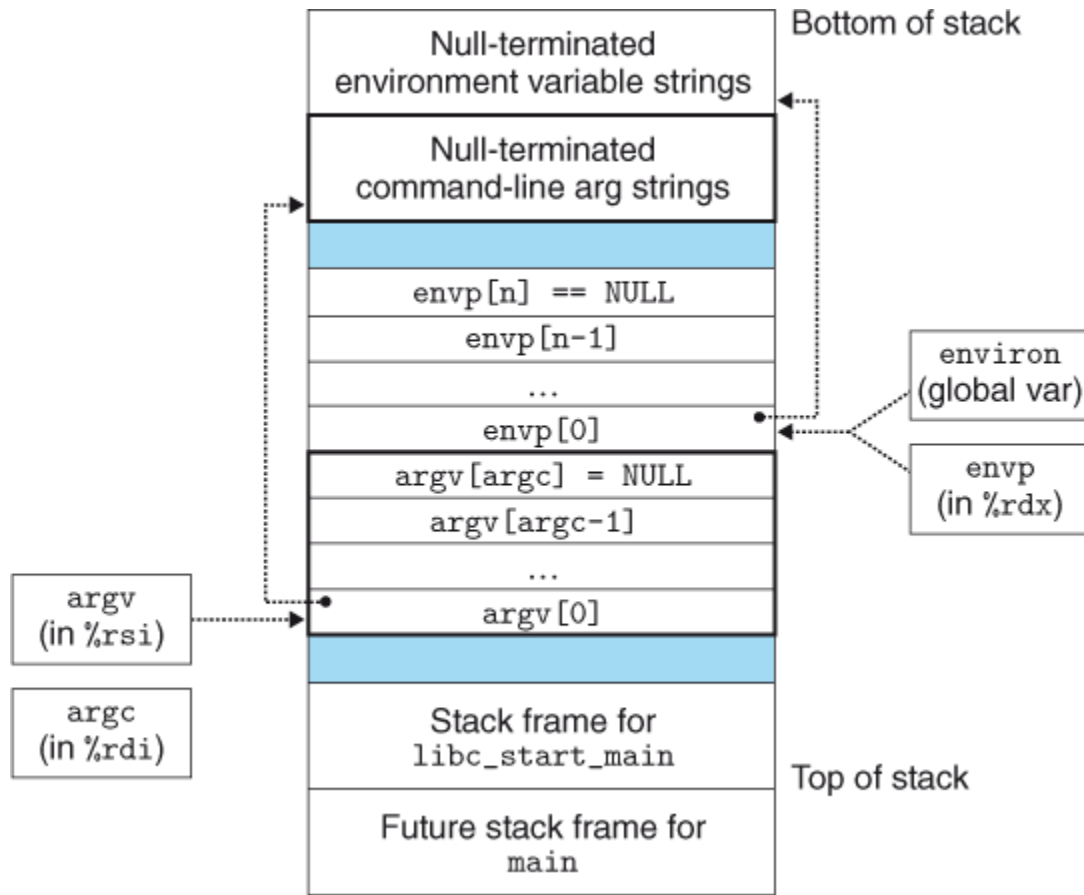 Null-terminated
environment variable strings
Bottom of stack
Null-terminated
command-line arg strings
envp[n] == NULL
envp[n-1]
...
envp[0]
environ
(global var)
envp
(in %rdx)
argv[argc] = NULL
argv[argc-1]
...
argv[0]
argv
(in %rsi)
argc
(in %rdi)
Stack frame for
libc_start_main
Top of stack
Future stack frame for
main